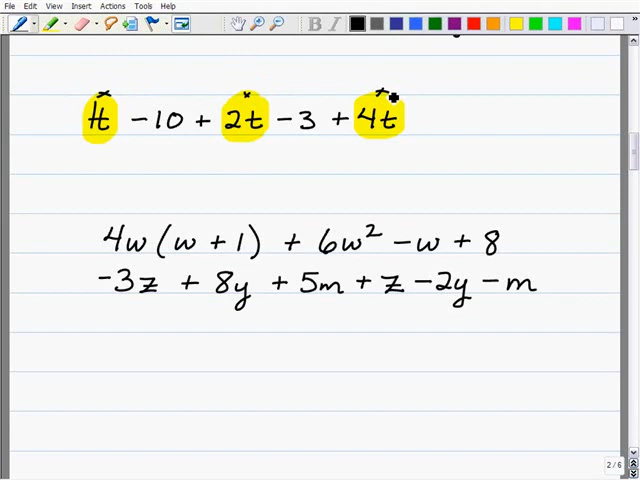 File Edit View Insert Actions Tools Help
1t - 10 + 2t - 3 + 4t
4w(w + 1) + 6w² - w + 8
-3z + 8y + 5m + z - 2y - m
2 / 6